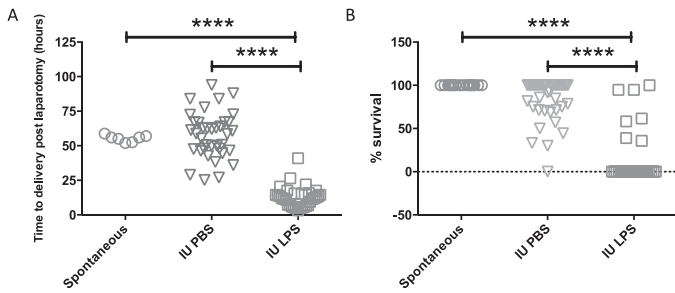 A
****
****
Time to delivery post laparotomy (hours)
125
100
75
50
25
0
Spontaneous
IU PBS
IU LPS
B
****
****
% survival
150
100
50
0
-50
Spontaneous
IU PBS
IU LPS